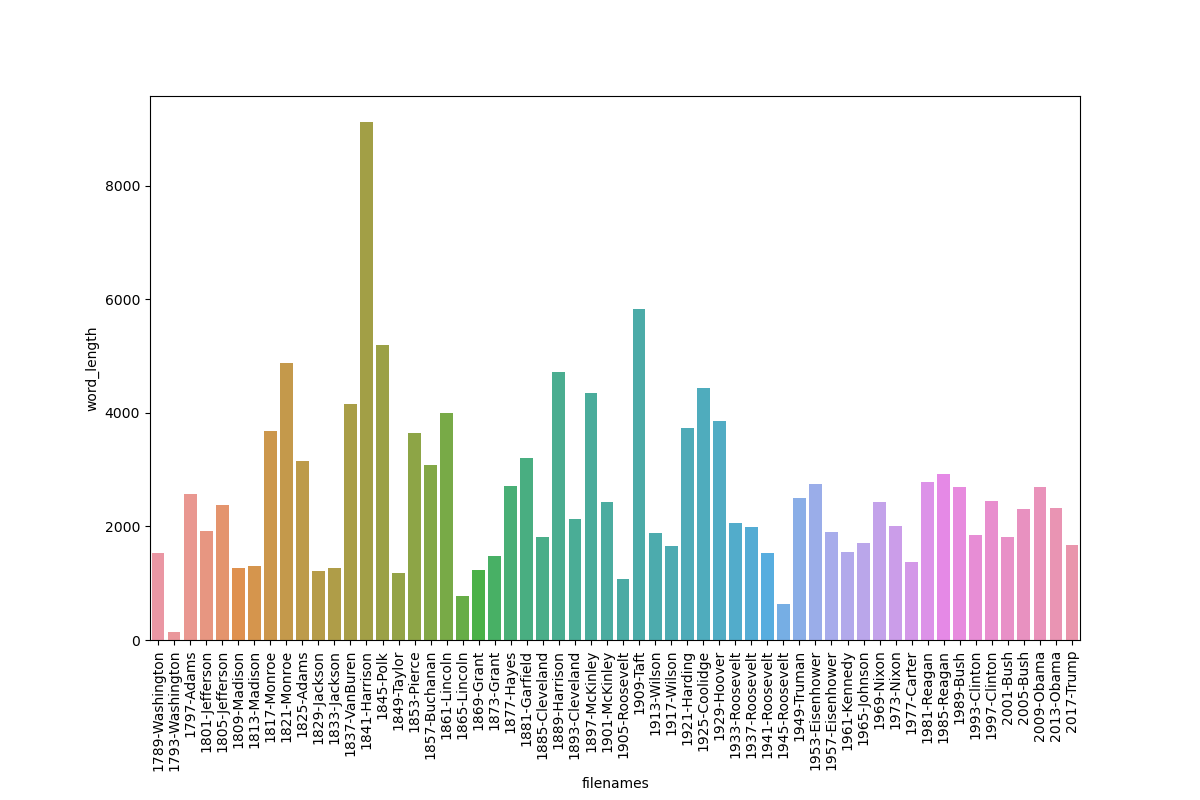 word_length
8000
6000
4000
2000
0
1789-Washington
1793-Washington
1797-Adams
1801-Jefferson
1805-Jefferson
1809-Madison
1813-Madison
1817-Monroe
1821-Monroe
1825-Adams
1829-Jackson
1833-Jackson
1837-VanBuren
1841-Harrison
1845-Polk
1849-Taylor
1853-Pierce
1857-Buchanan
1861-Lincoln
1865-Lincoln
1869-Grant
1873-Grant
1877-Hayes
1881-Garfield
1885-Cleveland
1889-Harrison
1893-Cleveland
1897-McKinley
1901-McKinley
1905-Roosevelt
1909-Taft
1913-Wilson
1917-Wilson
1921-Harding
1925-Coolidge
1929-Hoover
1933-Roosevelt
1937-Roosevelt
1941-Roosevelt
1945-Roosevelt
1949-Truman
1953-Eisenhower
1957-Eisenhower
1961-Kennedy
1965-Johnson
1969-Nixon
1973-Nixon
1977-Carter
1981-Reagan
1985-Reagan
1989-Bush
1993-Clinton
1997-Clinton
2001-Bush
2005-Bush
2009-Obama
2013-Obama
2017-Trump
filenames